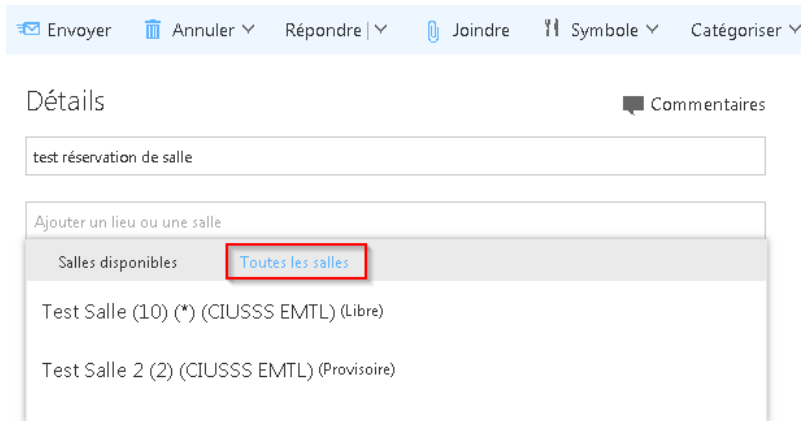 Envoyer Annuler Répondre | Joindre Symbole Catégoriser
Détails Commentaires
test réservation de salle
Ajouter un lieu ou une salle
Salles disponibles Toutes les salles
Test Salle (10) (*) (CIUSSS EMTL) (Libre)
Test Salle 2 (2) (CIUSSS EMTL) (Provisoire)